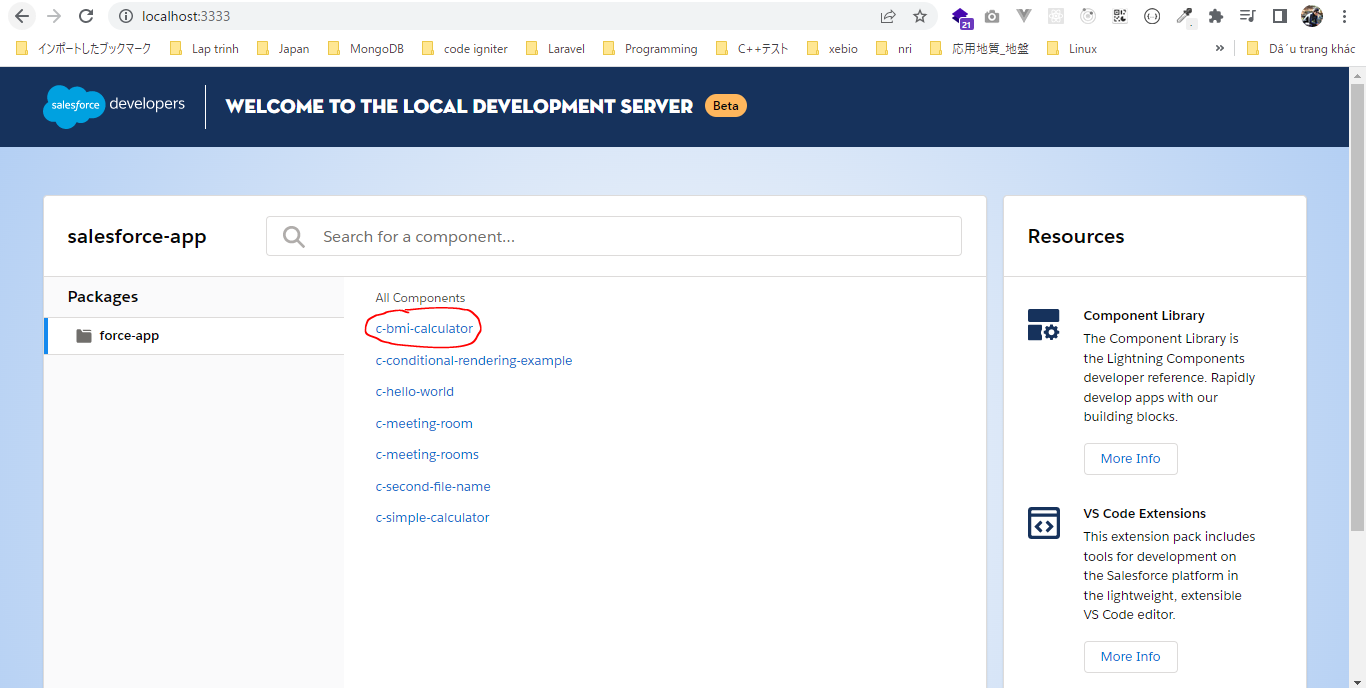 localhost:3333
21
インポートしたブックマーク Lap trinh Japan MongoDB code igniter Laravel Programming C++テスト xebio nri 応用地質_地盤 Linux » Dấu trang khác
salesforce developers WELCOME TO THE LOCAL DEVELOPMENT SERVER Beta
salesforce-app
Search for a component...
Packages
force-app
All Components
c-bmi-calculator
c-conditional-rendering-example
c-hello-world
c-meeting-room
c-meeting-rooms
c-second-file-name
c-simple-calculator
Resources
Component Library
The Component Library is
the Lightning Components
developer reference. Rapidly
develop apps with our
building blocks.
More Info
VS Code Extensions
This extension pack includes
tools for development on
the Salesforce platform in
the lightweight, extensible
VS Code editor.
More Info